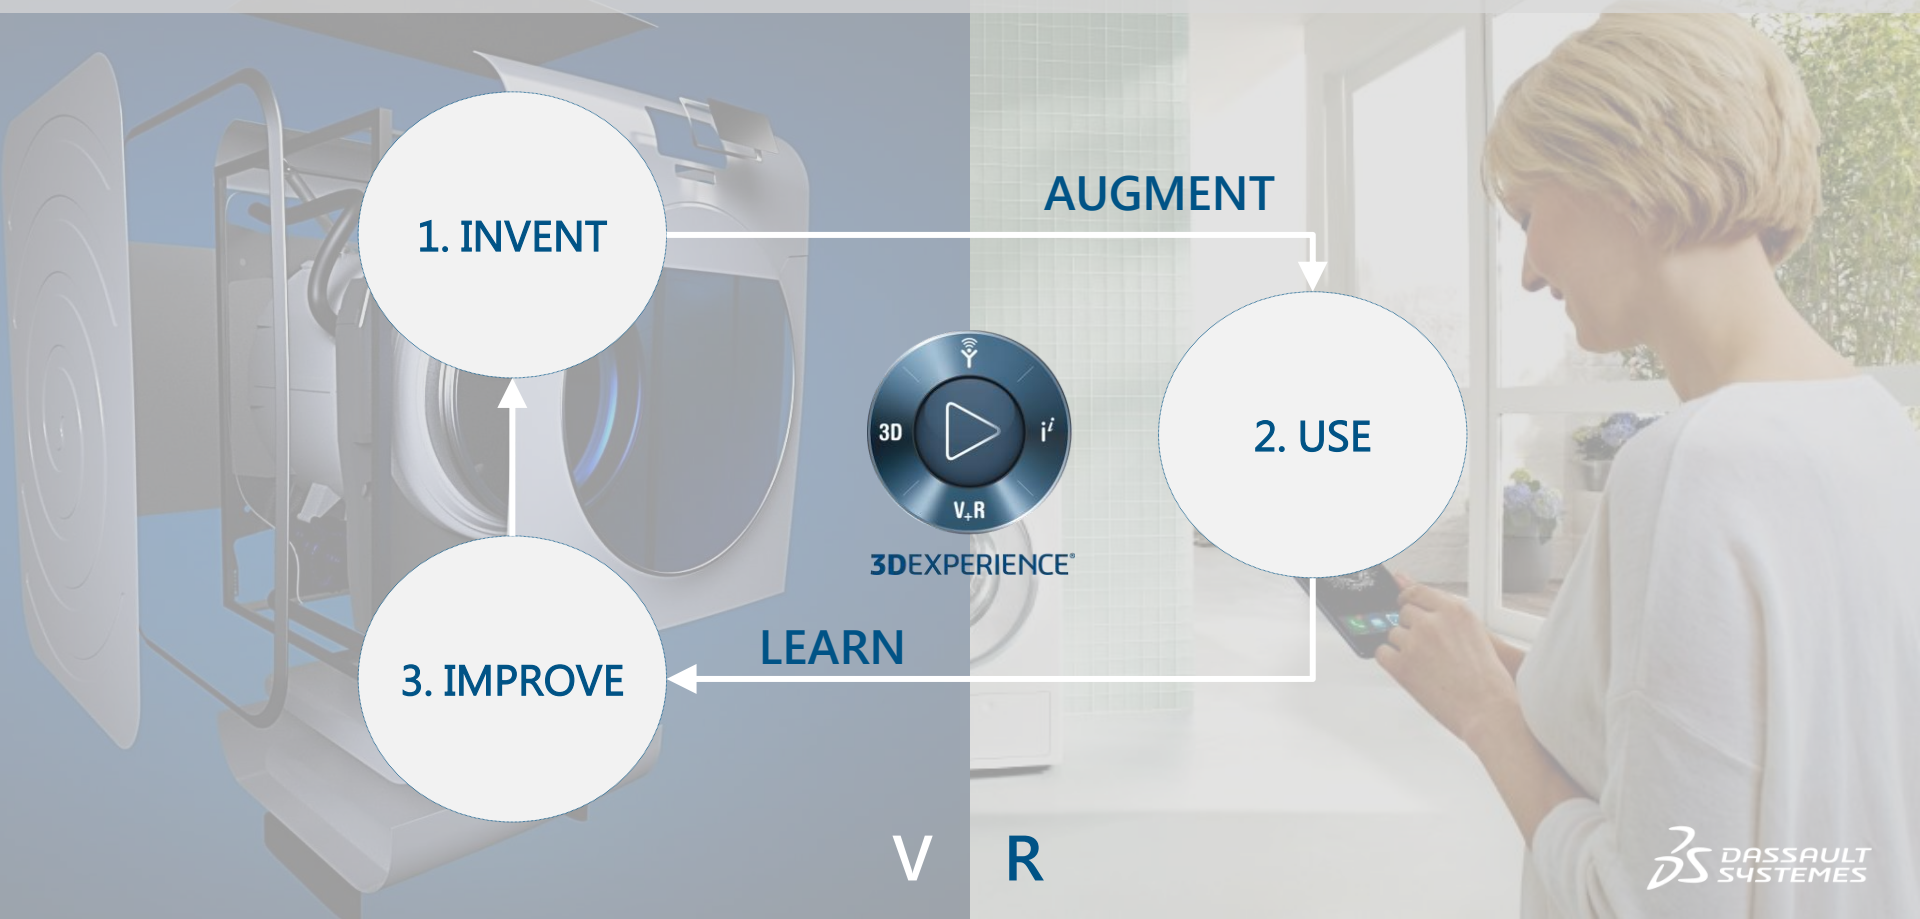 AUGMENT
1. INVENT
3D
i
i
V+R
2. USE
3DEXPERIENCE®
LEARN
3. IMPROVE
V R
DASSAULT
SYSTEMES